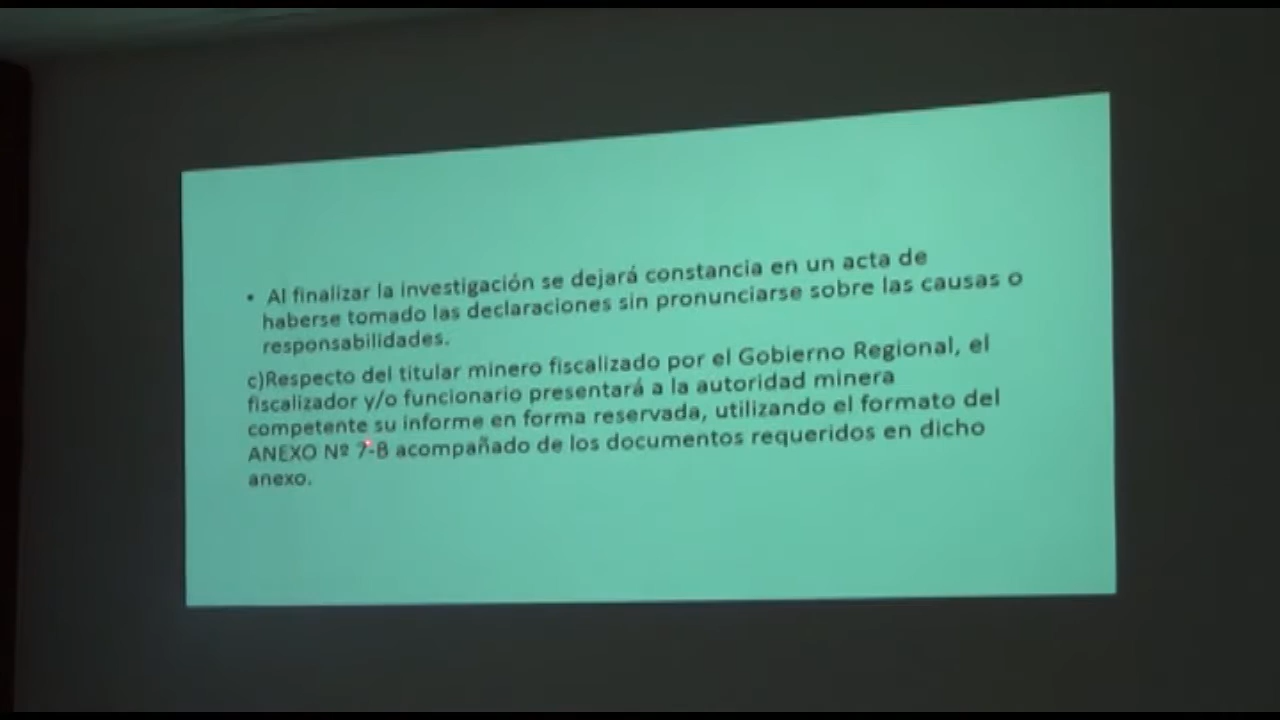 • Al finalizar la investigación se dejará constancia en un acta de
haberse tomado las declaraciones sin pronunciarse sobre las causas o
responsabilidades.
c)Respecto del titular minero fiscalizado por el Gobierno Regional, el
fiscalizador y/o funcionario presentará a la autoridad minera
competente su informe en forma reservada, utilizando el formato del
ANEXO Nº 7-B acompañado de los documentos requeridos en dicho
anexo.